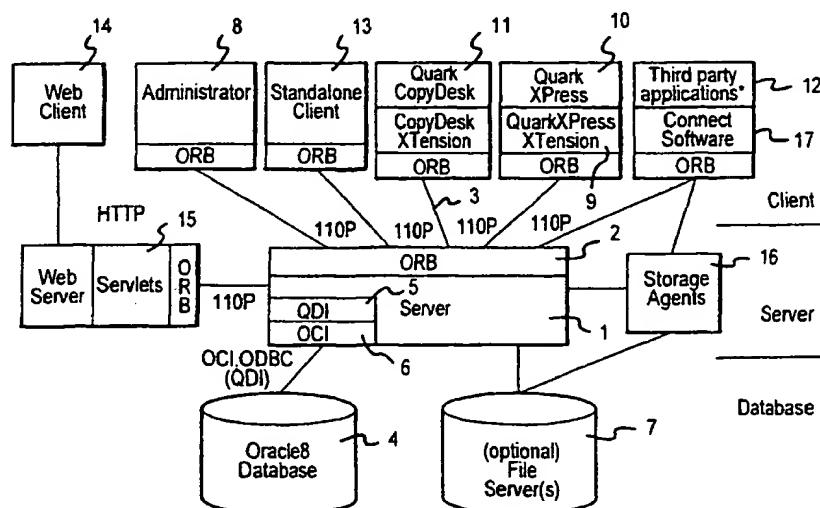 14
8
13
11
10
Web
Client
Administrator
ORB
Standalone
Client
ORB
Quark
CopyDesk
CopyDesk
XTension
ORB
Quark
XPress
QuarkXPress
XTension
ORB
Third party
applications*
Connect
Software
ORB
12
17
3
9
Client
HTTP
15
110P
110P
110P
110P
2
16
Web
Server
Servlets
ORB
110P
ORB
5
QDI
OCI
Server
1
6
Storage
Agents
Server
OCI,ODBC
(QDI)
Database
Oracle8
Database
4
(optional)
File
Server(s)
7